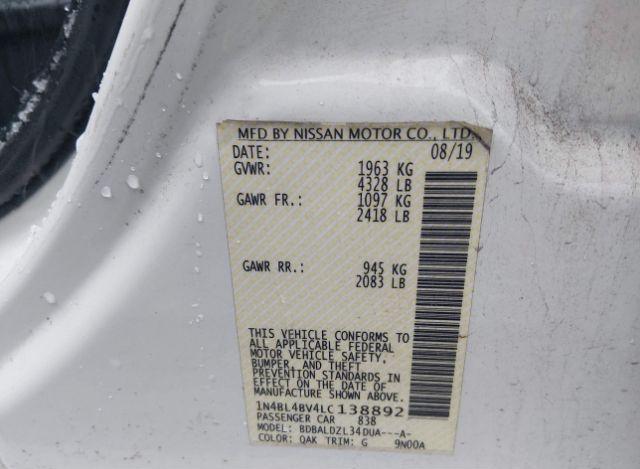 MFD BY NISSAN MOTOR CO., LTD.
DATE: 08/19
GVWR: 1963 KG
4328 LB
GAWR FR.: 1097 KG
2418 LB
GAWR RR.: 945 KG
2083 LB
THIS VEHICLE CONFORMS TO
ALL APPLICABLE FEDERAL
MOTOR VEHICLE SAFETY,
BUMPER, AND THEFT
PREVENTION STANDARDS
IN EFFECT ON THE DATE OF
MANUFACTURE SHOWN ABOVE.
1N4BL4BV4LC138892
PASSENGER CAR 838
MODEL: BDBALDZL34DUA---A-
COLOR: QAK TRIM: G 9N00A